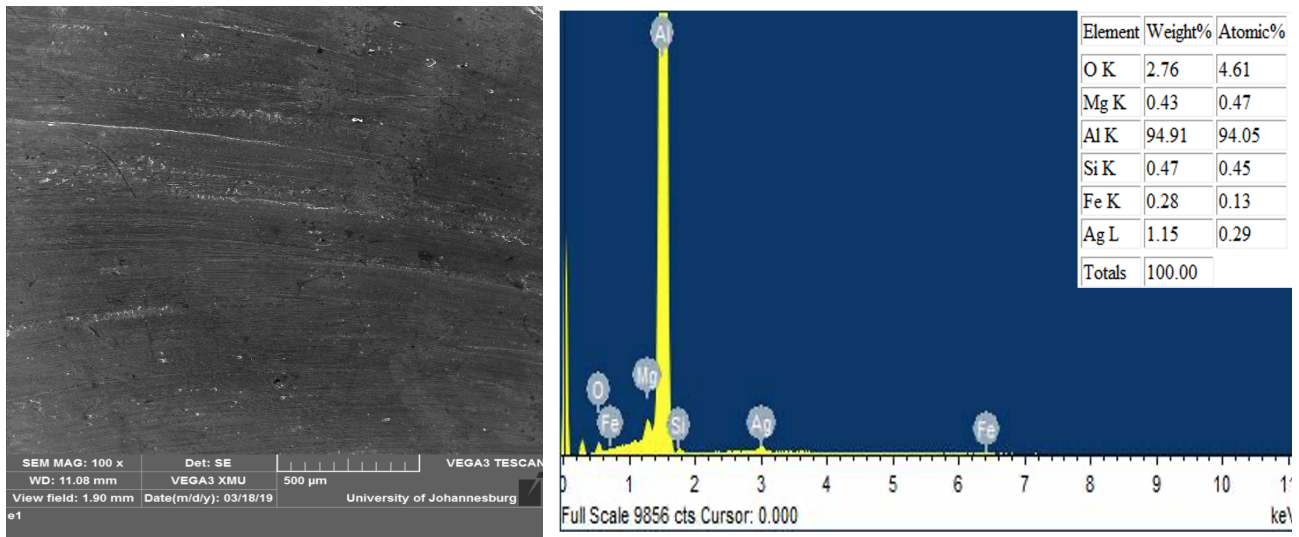 SEM MAG: 100 x Det: SE VEGA3 TESCAN
WD: 11.08 mm VEGA3 XMU 500 µm
View field: 1.90 mm Date(m/d/y): 03/18/19 University of Johannesburg
e1
Al
Mg
O
Fe
Si
Ag
Fe
0 1 2 3 4 5 6 7 8 9 10 11
Full Scale 9856 cts Cursor: 0.000 keV
Element Weight% Atomic%
O K 2.76 4.61
Mg K 0.43 0.47
Al K 94.91 94.05
Si K 0.47 0.45
Fe K 0.28 0.13
Ag L 1.15 0.29
Totals 100.00